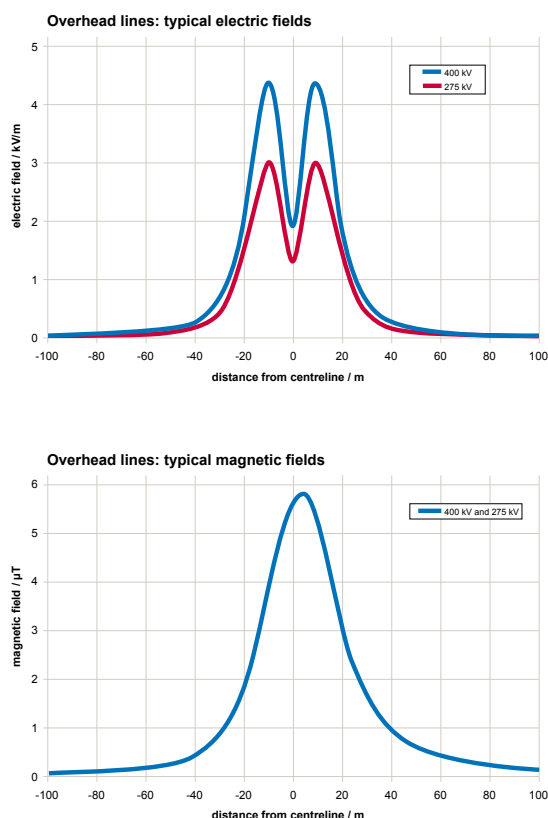 Overhead lines: typical electric fields
electric field / kV/m
5
4
3
2
1
0
400 kV
275 kV
-100 -80 -60 -40 -20 0 20 40 60 80 100
distance from centreline / m
Overhead lines: typical magnetic fields
magnetic field / µT
6
5
4
3
2
1
0
400 kV and 275 kV
-100 -80 -60 -40 -20 0 20 40 60 80 100
distance from centreline / m